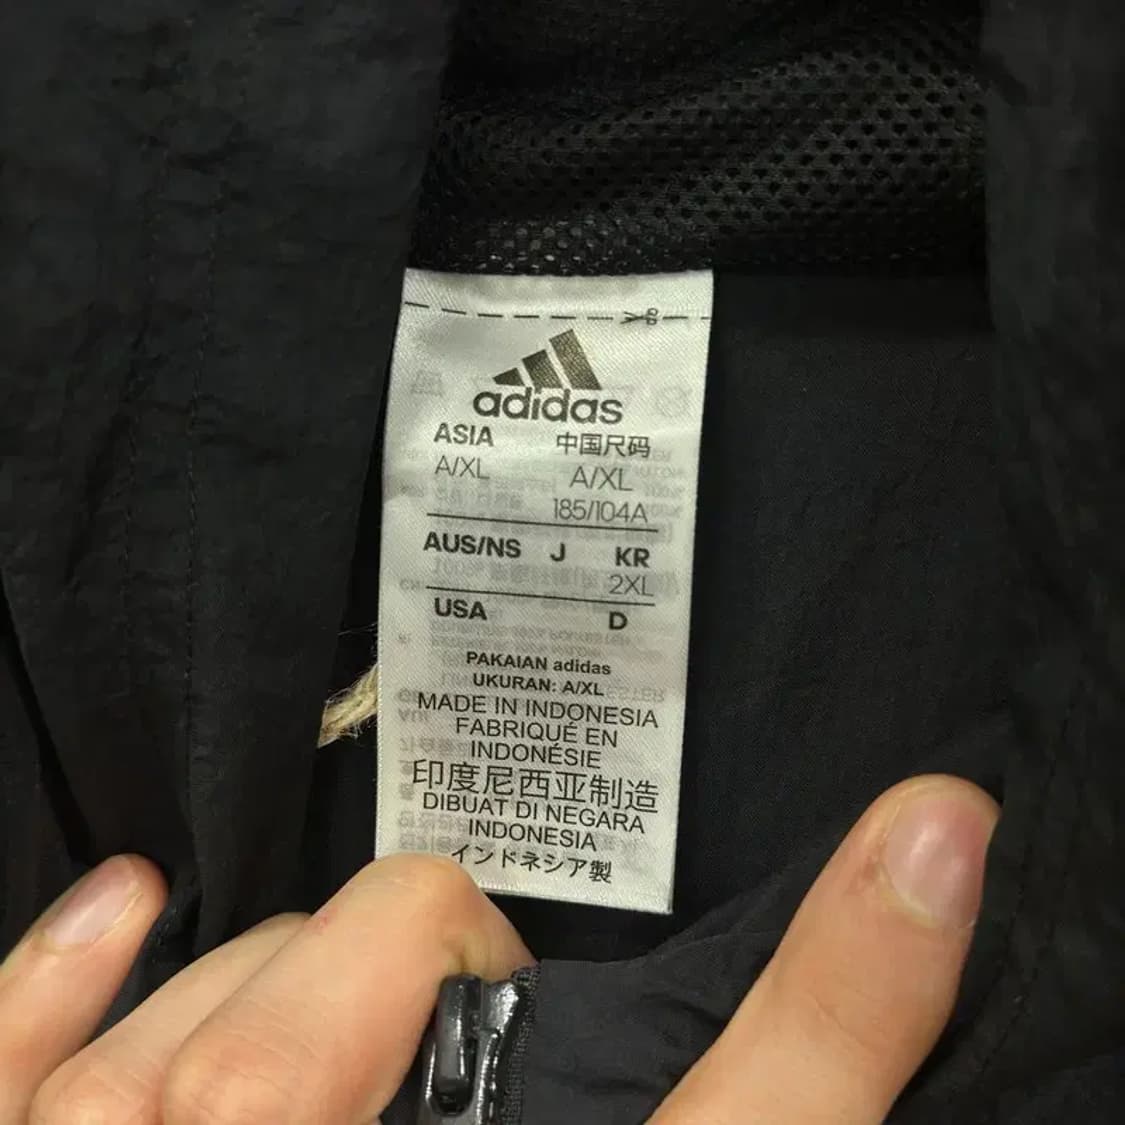 adidas
ASIA 中国尺码
A/XL A/XL
185/104A
AUS/NS J KR
2XL
USA D
PAKAIAN adidas
UKURAN: A/XL
MADE IN INDONESIA
FABRIQUÉ EN
INDONÉSIE
印度尼西亚制造
DIBUAT DI NEGARA
INDONESIA
インドネシア製